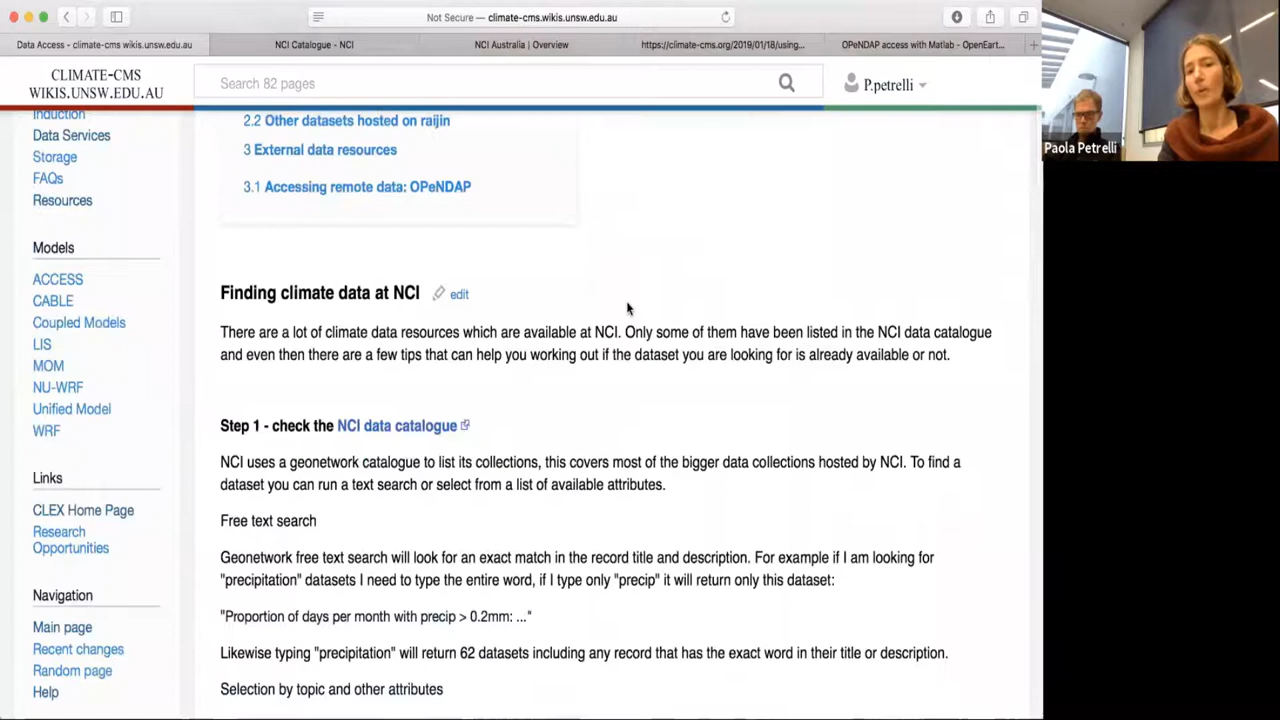 Not Secure — climate-cms.wikis.unsw.edu.au
Data Access - climate-cms wikis.unsw.edu.au
NCI Catalogue - NCI
NCI Australia | Overview
https://climate-cms.org/2019/01/18/using...
OPeNDAP access with Matlab - OpenEart...
CLIMATE-CMS
WIKIS.UNSW.EDU.AU
Search 82 pages
P.petrelli
Paola Petrelli
Induction
Data Services
Storage
FAQs
Resources
Models
ACCESS
CABLE
Coupled Models
LIS
MOM
NU-WRF
Unified Model
WRF
Links
CLEX Home Page
Research
Opportunities
Navigation
Main page
Recent changes
Random page
Help
2.2 Other datasets hosted on raijin
3 External data resources
3.1 Accessing remote data: OPeNDAP
Finding climate data at NCI edit
There are a lot of climate data resources which are available at NCI. Only some of them have been listed in the NCI data catalogue
and even then there are a few tips that can help you working out if the dataset you are looking for is already available or not.
Step 1 - check the NCI data catalogue
NCI uses a geonetwork catalogue to list its collections, this covers most of the bigger data collections hosted by NCI. To find a
dataset you can run a text search or select from a list of available attributes.
Free text search
Geonetwork free text search will look for an exact match in the record title and description. For example if I am looking for
"precipitation" datasets I need to type the entire word, if I type only "precip" it will return only this dataset:
"Proportion of days per month with precip > 0.2mm: ..."
Likewise typing "precipitation" will return 62 datasets including any record that has the exact word in their title or description.
Selection by topic and other attributes